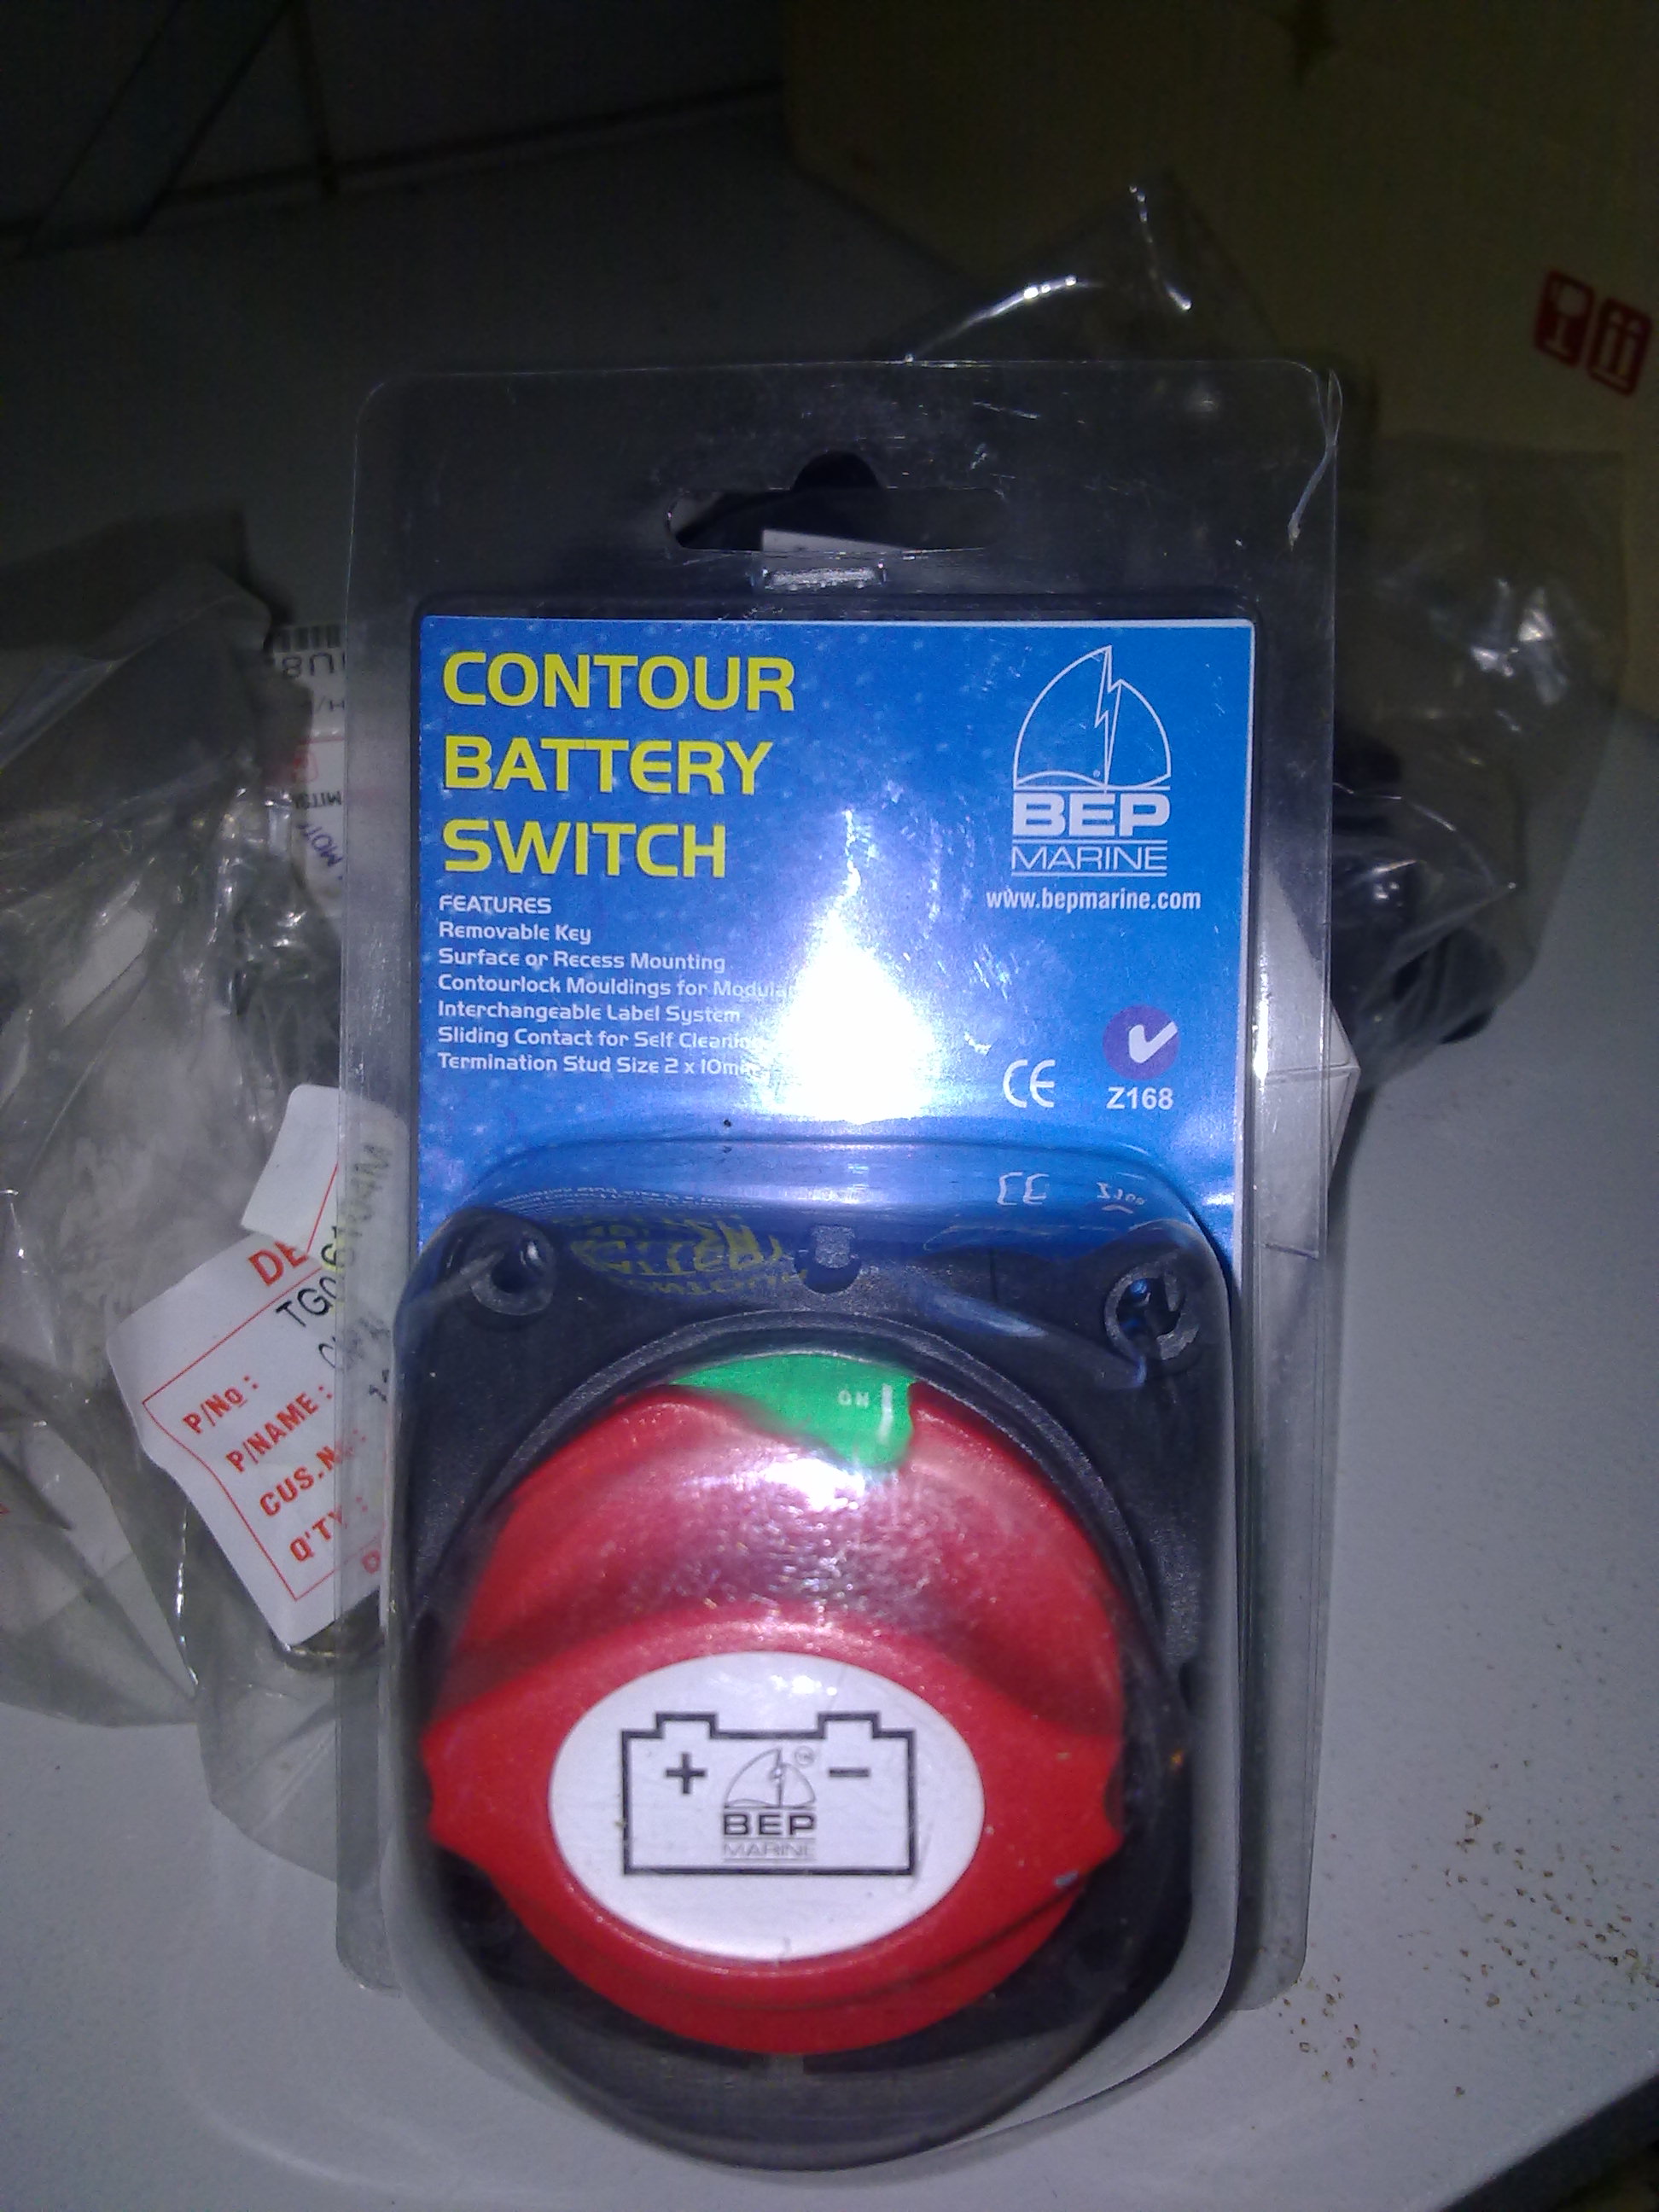 CONTOUR
BATTERY
SWITCH
BEP
MARINE
www.bepmarine.com
FEATURES
Removable Key
Surface or Recess Mounting
Contourlock Mouldings for
Interchangeable Label System
Sliding Contact for Self
Termination Stud Size 2 x
CE
Z168
ON
+
−
BEP
MARINE
P/No :
P/NAME :
Q'TY :